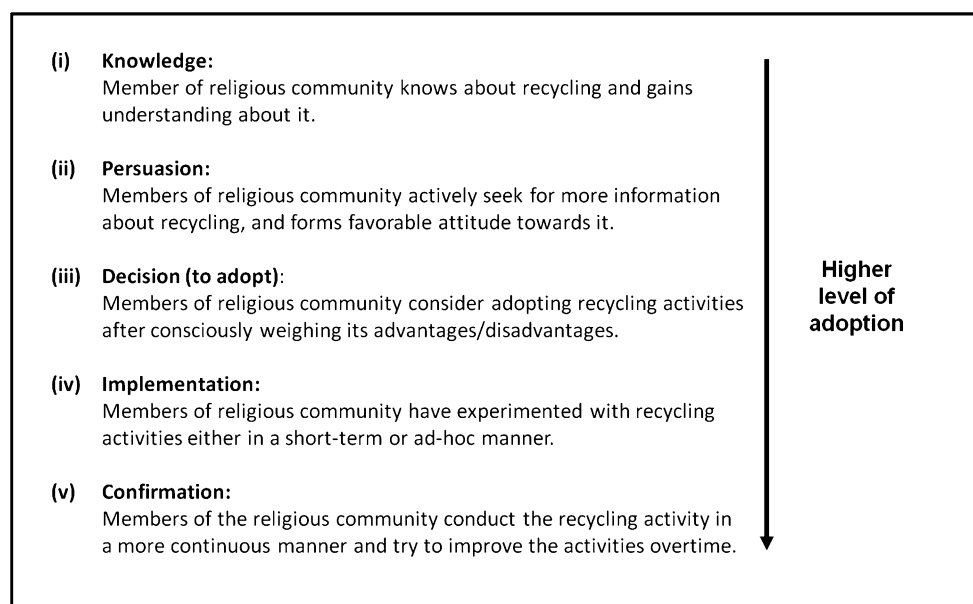 (i) Knowledge:
Member of religious community knows about recycling and gains
understanding about it.
(ii) Persuasion:
Members of religious community actively seek for more information
about recycling, and forms favorable attitude towards it.
(iii) Decision (to adopt):
Members of religious community consider adopting recycling activities
after consciously weighing its advantages/disadvantages.
(iv) Implementation:
Members of religious community have experimented with recycling
activities either in a short-term or ad-hoc manner.
(v) Confirmation:
Members of the religious community conduct the recycling activity in
a more continuous manner and try to improve the activities overtime.
Higher
level of
adoption